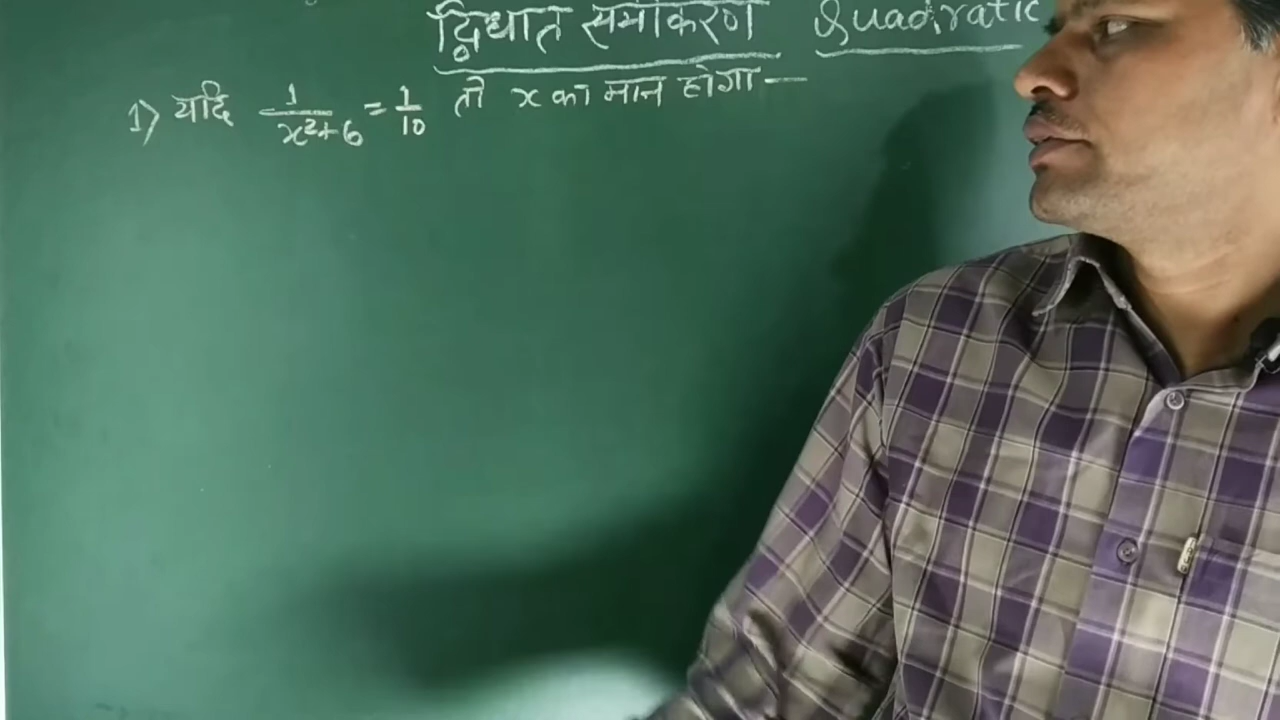 द्विघात समीकरण Quadratic
1) यदि 1/x²+6 = 1/10 तो x का मान होगा —